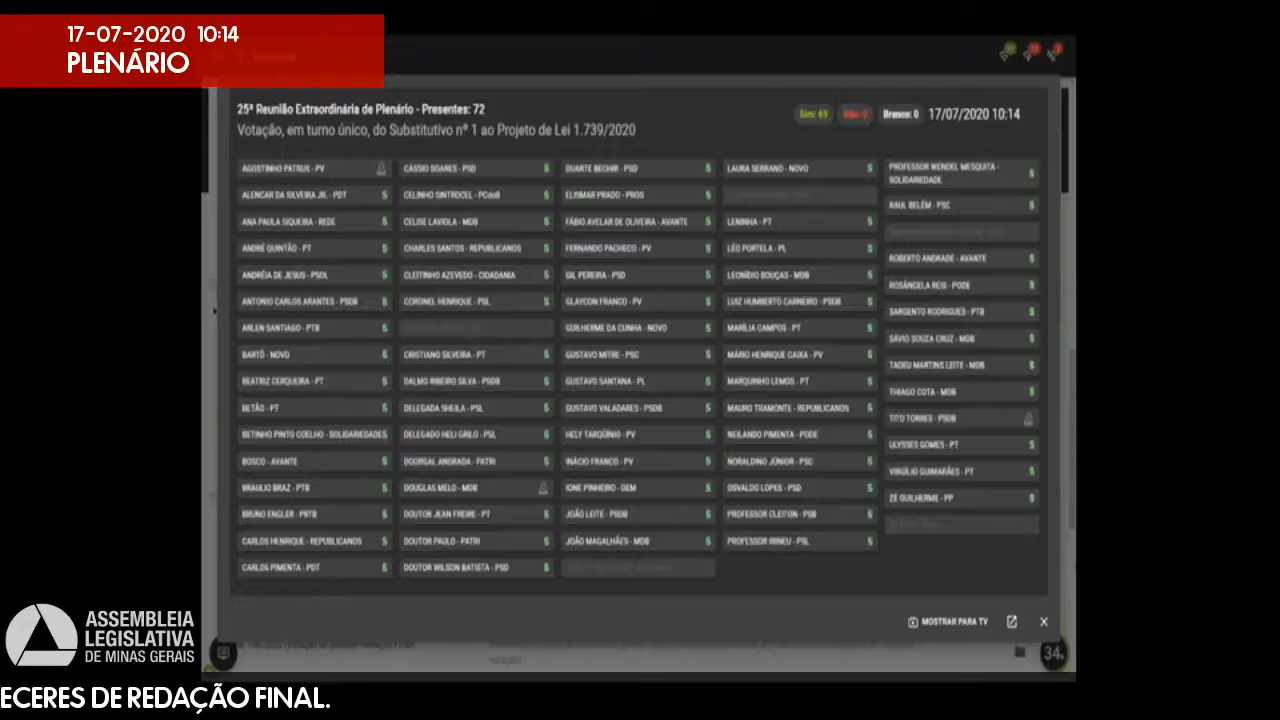 17-07-2020 10:14
PLENÁRIO
25ª Reunião Extraordinária de Plenário - Presentes: 72
Sim: 69
Branco: 0
17/07/2020 10:14
Votação, em turno único, do Substitutivo nº 1 ao Projeto de Lei 1.739/2020
AGOSTINHO PATRUS - PV
ALENCAR DA SILVEIRA JR. - PDT S
ANA PAULA SIQUEIRA - REDE S
ANDRÉ QUINTÃO - PT S
ANDRÉIA DE JESUS - PSOL S
ANTONIO CARLOS ARANTES - PSDB S
ARLEN SANTIAGO - PTB S
BARTÔ - NOVO S
BEATRIZ CERQUEIRA - PT S
BETÃO - PT S
BETINHO PINTO COELHO - SOLIDARIEDADE S
BOSCO - AVANTE S
BRAULIO BRAZ - PTB S
BRUNO ENGLER - PRTB S
CARLOS HENRIQUE - REPUBLICANOS S
CARLOS PIMENTA - PDT S
CÁSSIO SOARES - PSD S
CELINHO SINTROCEL - PCdoB S
CELISE LAVIOLA - MDB S
CHARLES SANTOS - REPUBLICANOS S
CLEITINHO AZEVEDO - CIDADANIA S
CORONEL HENRIQUE - PSL S
CRISTIANO SILVEIRA - PT S
DALMO RIBEIRO SILVA - PSDB S
DELEGADA SHEILA - PSL S
DELEGADO HELI GRILO - PSL S
DOORGAL ANDRADA - PATRI S
DOUGLAS MELO - MDB
DOUTOR JEAN FREIRE - PT S
DOUTOR PAULO - PATRI S
DOUTOR WILSON BATISTA - PSD S
DUARTE BECHIR - PSD S
ELISMAR PRADO - PROS S
FÁBIO AVELAR DE OLIVEIRA - AVANTE S
FERNANDO PACHECO - PV S
GIL PEREIRA - PSD S
GLAYCON FRANCO - PV S
GUILHERME DA CUNHA - NOVO S
GUSTAVO MITRE - PSC S
GUSTAVO SANTANA - PL S
GUSTAVO VALADARES - PSDB S
HELY TARQÜÍNIO - PV S
INÁCIO FRANCO - PV S
IONE PINHEIRO - DEM S
JOÃO LEITE - PSDB S
JOÃO MAGALHÃES - MDB S
LAURA SERRANO - NOVO S
LENINHA - PT S
LÉO PORTELA - PL S
LEONÍDIO BOUÇAS - MDB S
LUIZ HUMBERTO CARNEIRO - PSDB S
MARÍLIA CAMPOS - PT S
MÁRIO HENRIQUE CAIXA - PV S
MARQUINHO LEMOS - PT S
MAURO TRAMONTE - REPUBLICANOS S
NEILANDO PIMENTA - PODE S
NORALDINO JÚNIOR - PSC S
OSVALDO LOPES - PSD S
PROFESSOR CLEITON - PSB S
PROFESSOR IRINEU - PSL S
PROFESSOR WENDEL MESQUITA -
SOLIDARIEDADE S
RAUL BELÉM - PSC S
ROBERTO ANDRADE - AVANTE S
ROSÂNGELA REIS - PODE S
SARGENTO RODRIGUES - PTB S
SÁVIO SOUZA CRUZ - MDB S
TADEU MARTINS LEITE - MDB S
THIAGO COTA - MDB S
TITO TORRES - PSDB
ULYSSES GOMES - PT S
VIRGÍLIO GUIMARÃES - PT S
ZÉ GUILHERME - PP S
MOSTRAR PARA TV
34
ASSEMBLEIA
LEGISLATIVA
DE MINAS GERAIS
ECERES DE REDAÇÃO FINAL.